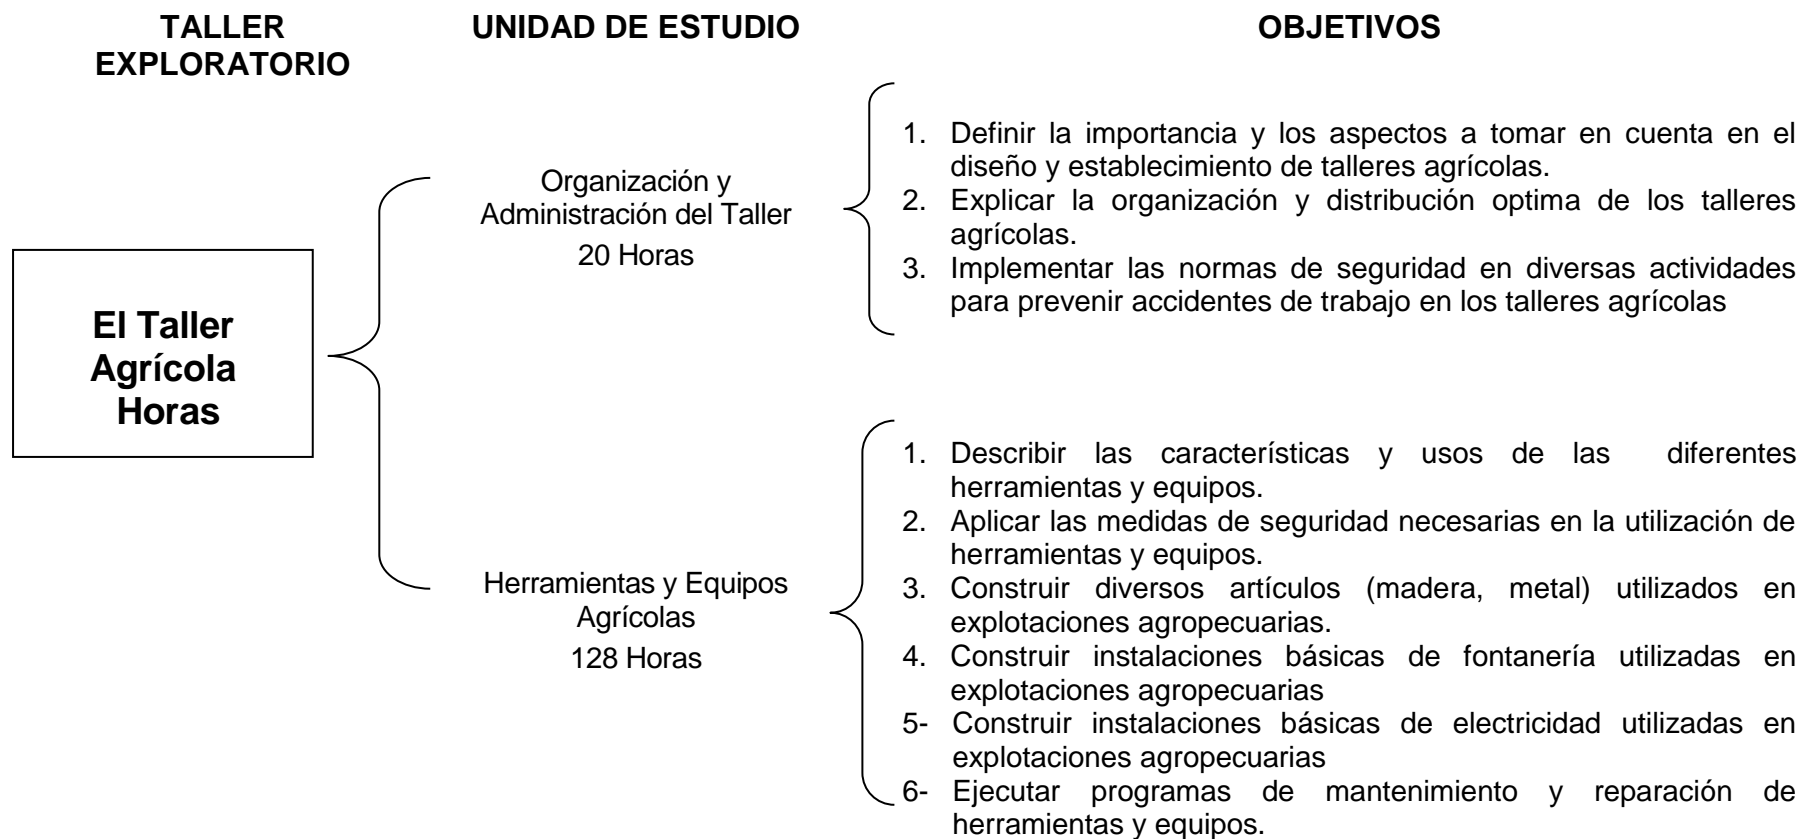 TALLER
EXPLORATORIO
UNIDAD DE ESTUDIO
OBJETIVOS
El Taller
Agrícola
Horas
Organización y
Administración del Taller
20 Horas
1. Definir la importancia y los aspectos a tomar en cuenta en el
diseño y establecimiento de talleres agrícolas.
2. Explicar la organización y distribución optima de los talleres
agrícolas.
3. Implementar las normas de seguridad en diversas actividades
para prevenir accidentes de trabajo en los talleres agrícolas
Herramientas y Equipos
Agrícolas
128 Horas
1. Describir las características y usos de las diferentes
herramientas y equipos.
2. Aplicar las medidas de seguridad necesarias en la utilización de
herramientas y equipos.
3. Construir diversos artículos (madera, metal) utilizados en
explotaciones agropecuarias.
4. Construir instalaciones básicas de fontanería utilizadas en
explotaciones agropecuarias
5- Construir instalaciones básicas de electricidad utilizadas en
explotaciones agropecuarias
6- Ejecutar programas de mantenimiento y reparación de
herramientas y equipos.